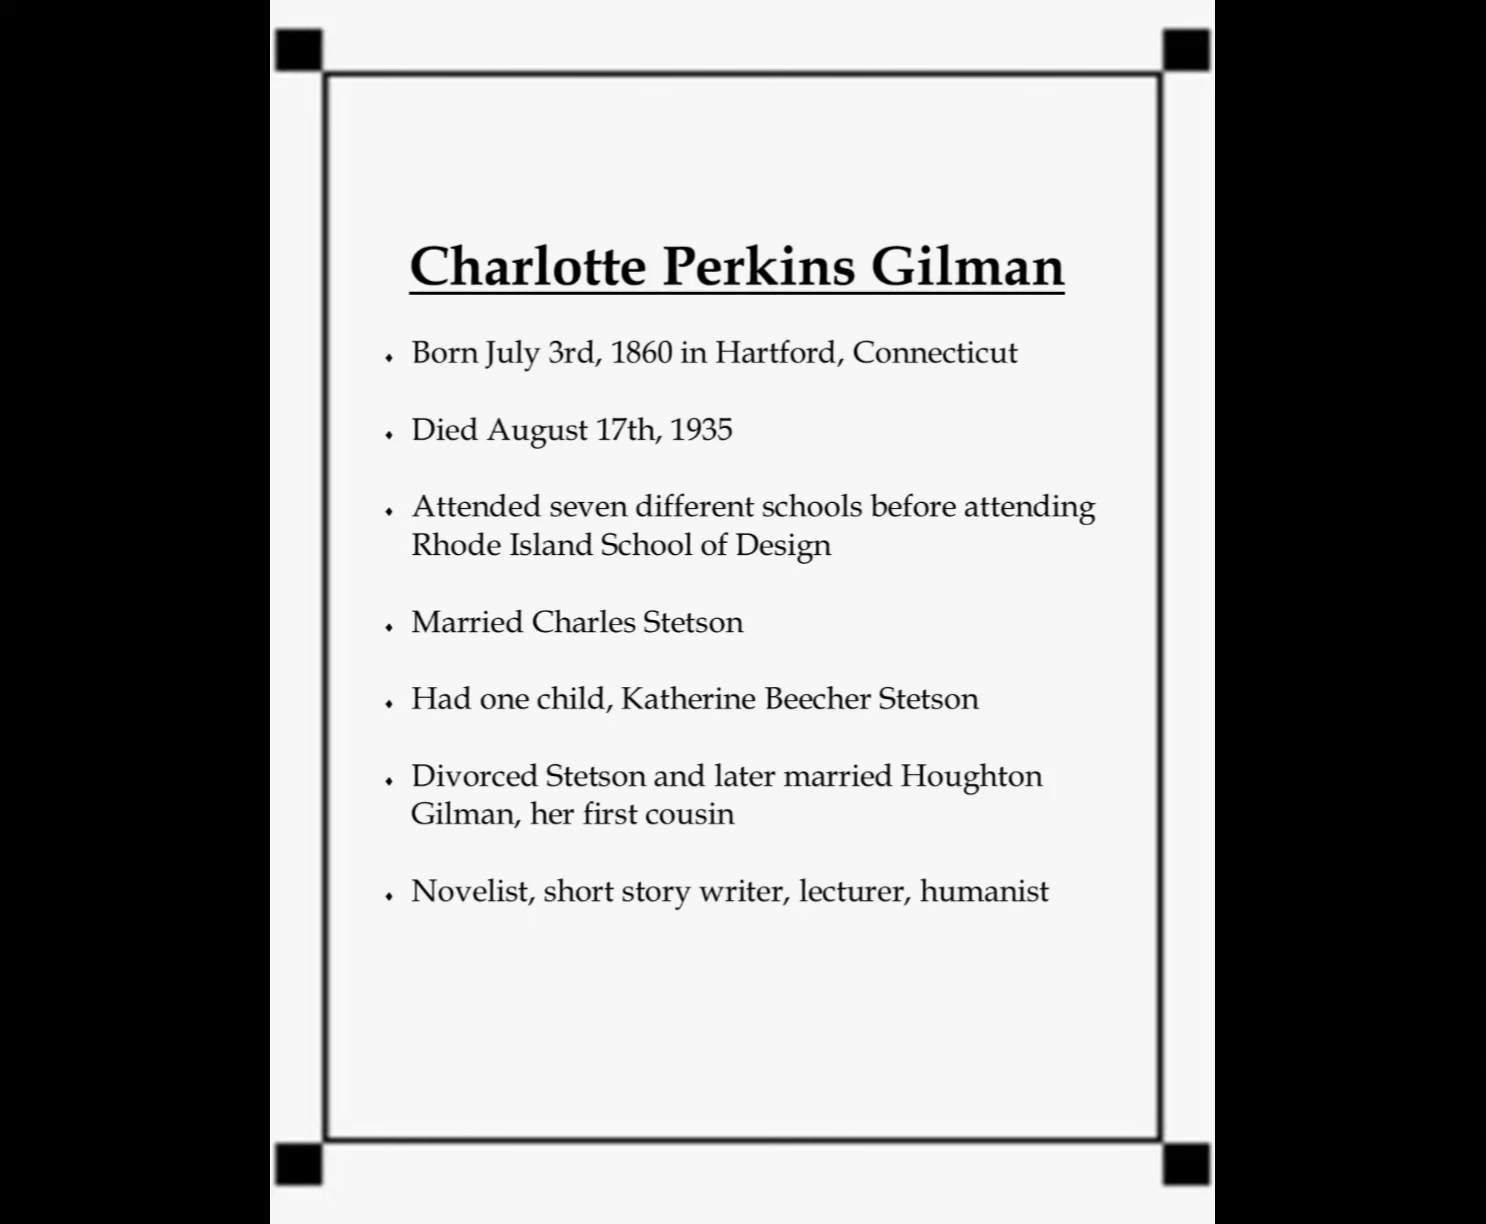 Charlotte Perkins Gilman
⬩ Born July 3rd, 1860 in Hartford, Connecticut
⬩ Died August 17th, 1935
⬩ Attended seven different schools before attending
Rhode Island School of Design
⬩ Married Charles Stetson
⬩ Had one child, Katherine Beecher Stetson
⬩ Divorced Stetson and later married Houghton
Gilman, her first cousin
⬩ Novelist, short story writer, lecturer, humanist